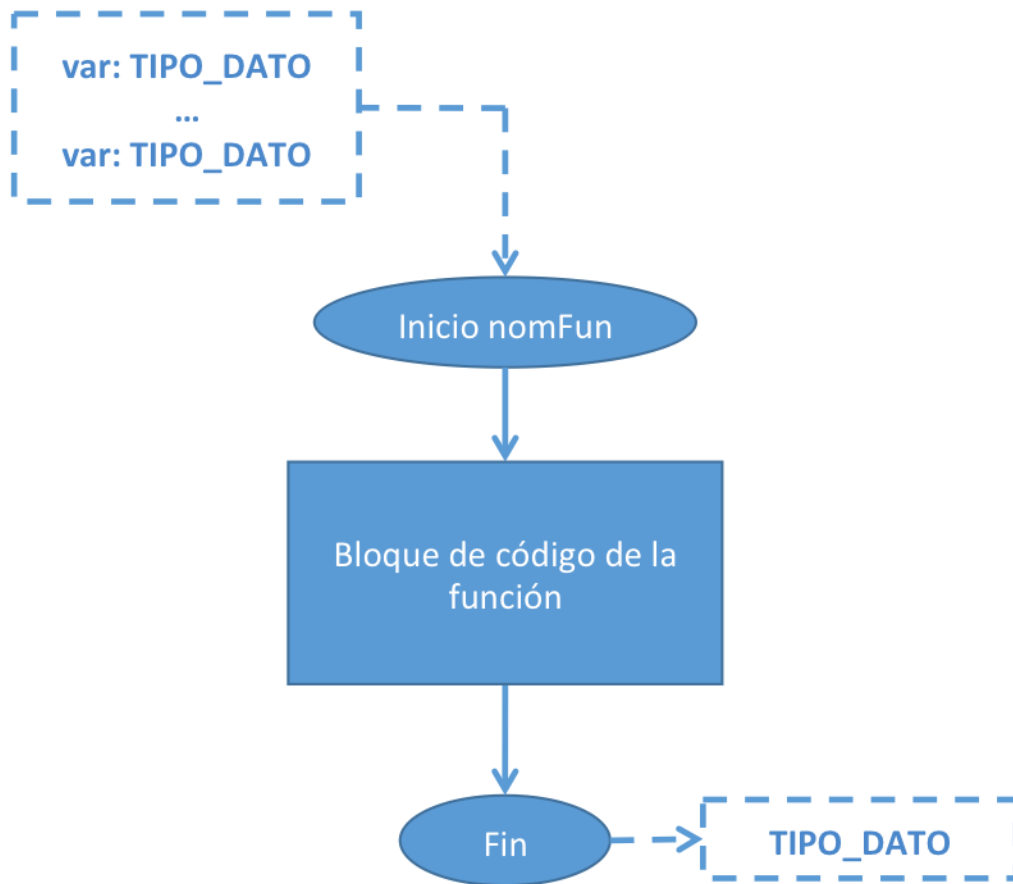 var: TIPO_DATO
...
var: TIPO_DATO
Inicio nomFun
Bloque de código de la
función
Fin
TIPO_DATO